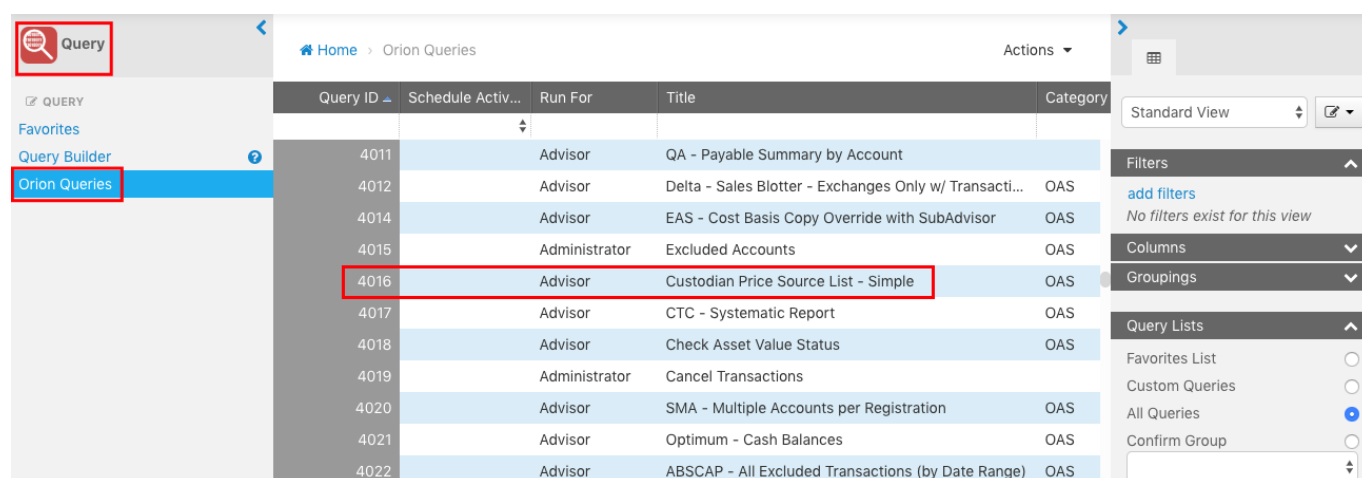 Query
QUERY
Favorites
Query Builder
Orion Queries
Home › Orion Queries
Actions
Query ID Schedule Activ... Run For Title Category
4011 Advisor QA - Payable Summary by Account
4012 Advisor Delta - Sales Blotter - Exchanges Only w/ Transacti... OAS
4014 Advisor EAS - Cost Basis Copy Override with SubAdvisor OAS
4015 Administrator Excluded Accounts OAS
4016 Advisor Custodian Price Source List - Simple OAS
4017 Advisor CTC - Systematic Report OAS
4018 Advisor Check Asset Value Status OAS
4019 Administrator Cancel Transactions
4020 Advisor SMA - Multiple Accounts per Registration OAS
4021 Advisor Optimum - Cash Balances OAS
4022 Advisor ABSCAP - All Excluded Transactions (by Date Range) OAS
Standard View
Filters
add filters
No filters exist for this view
Columns
Groupings
Query Lists
Favorites List
Custom Queries
All Queries
Confirm Group